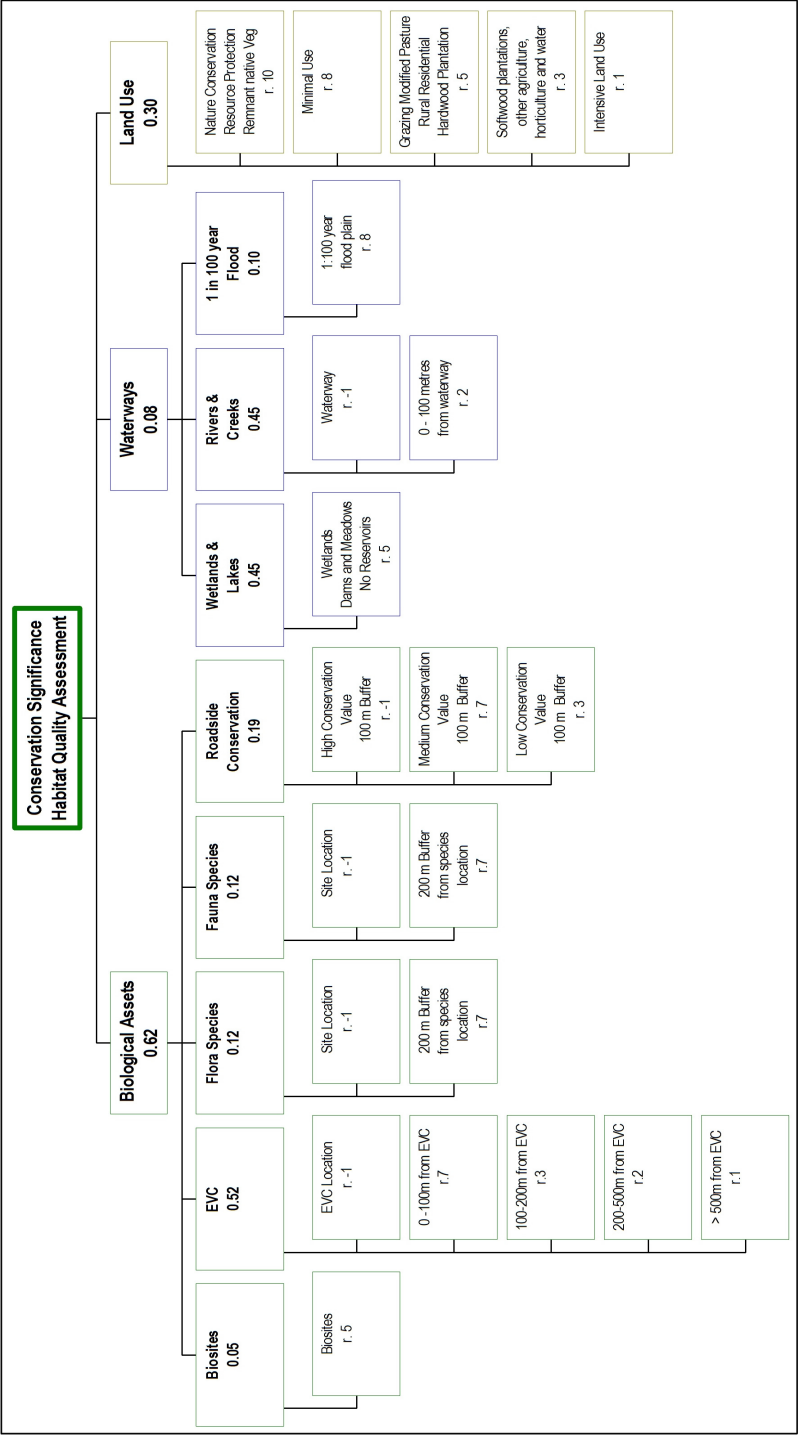 Conservation Significance
Habitat Quality Assessment
Biological Assets
0.62
Waterways
0.08
Land Use
0.30
Biosites
0.05
EVC
0.52
Flora Species
0.12
Fauna Species
0.12
Roadside
Conservation
0.19
Wetlands &
Lakes
0.45
Rivers &
Creeks
0.45
1 in 100 year
Flood
0.10
Biosites
r. 5
EVC Location
r. -1
0 -100m from EVC
r.7
100-200m from EVC
r.3
200-500m from EVC
r.2
> 500m from EVC
r.1
Site Location
r. -1
200 m Buffer
from species
location
r.7
Site Location
r. -1
200 m Buffer
from species
location
r.7
High Conservation
Value
100 m Buffer
r. -1
Medium Conservation
Value
100 m Buffer
r. 7
Low Conservation
Value
100 m Buffer
r. 3
Wetlands
Dams and Meadows
No Reservoirs
r. 5
Waterway
r. -1
0 - 100 metres
from waterway
r. 2
1:100 year
flood plain
r. 8
Nature Conservation
Resource Protection
Remnant native Veg
r. 10
Minimal Use
r. 8
Grazing Modified Pasture
Rural Residential
Hardwood Plantation
r. 5
Softwood plantations,
other agriculture,
horticulture and water
r. 3
Intensive Land Use
r. 1